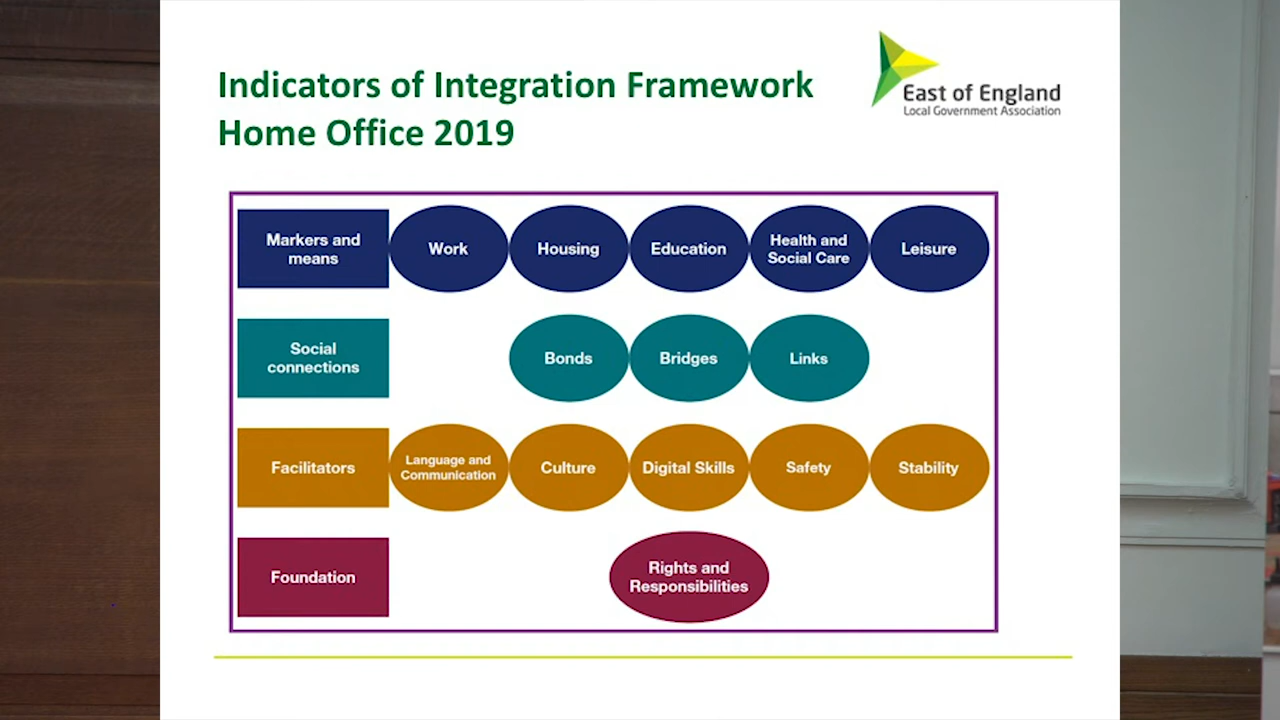 Indicators of Integration Framework
Home Office 2019
East of England
Local Government Association
Markers and
means
Work
Housing
Education
Health and
Social Care
Leisure
Social
connections
Bonds
Bridges
Links
Facilitators
Language and
Communication
Culture
Digital Skills
Safety
Stability
Foundation
Rights and
Responsibilities